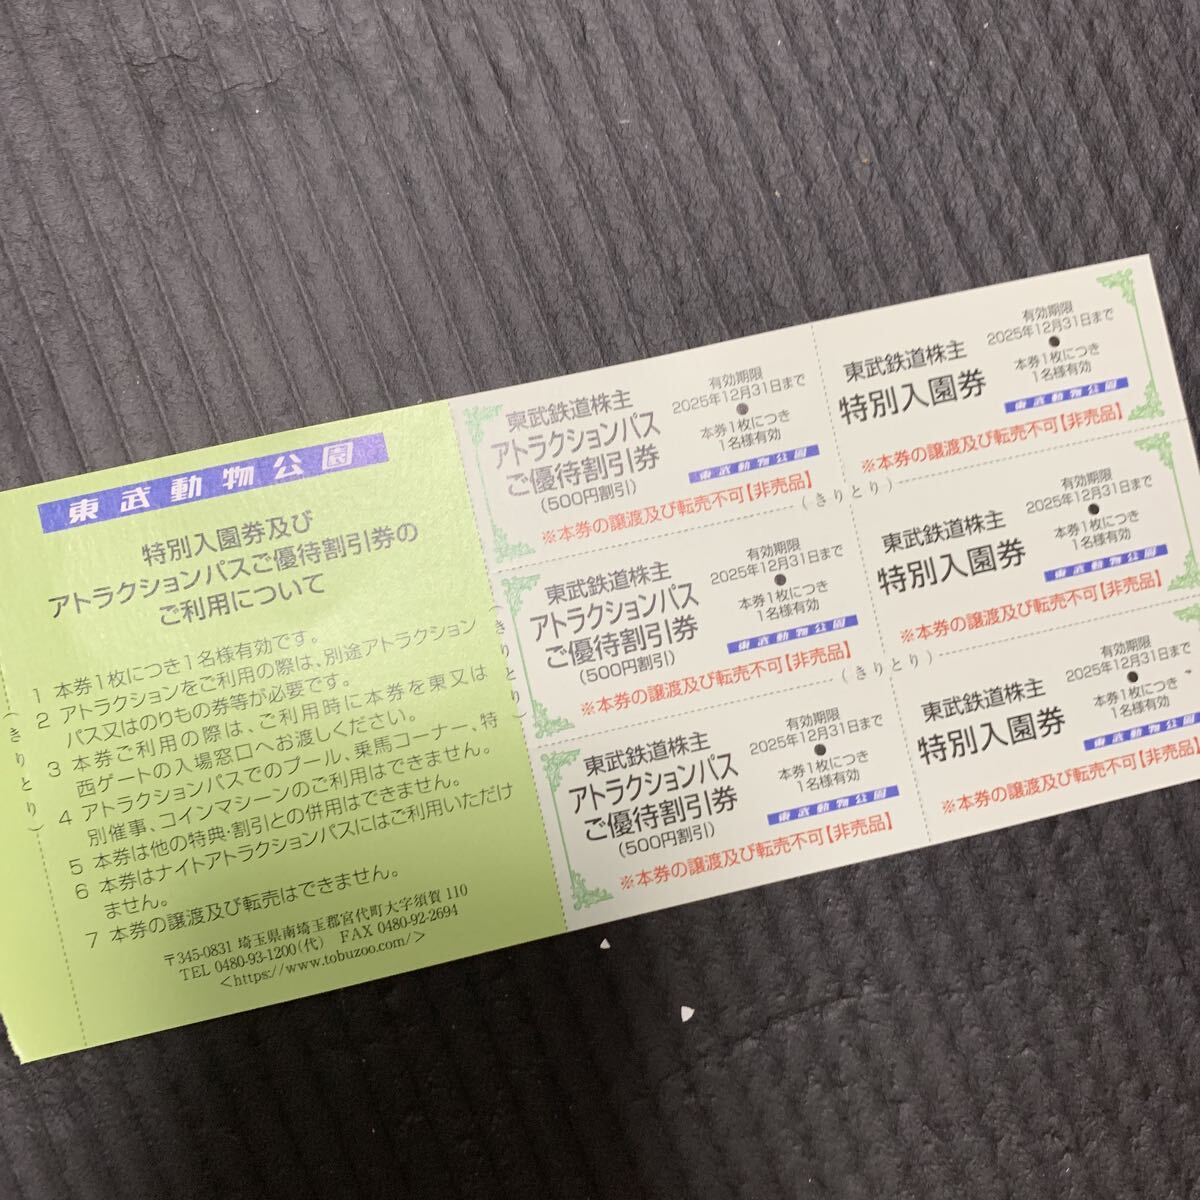 東武動物公園
特別入園券及び
アトラクションパスご優待割引券の
ご利用について
1 本券1枚につき1名様有効です。
2 アトラクションをご利用の際は、別途アトラクション
パス又はのりもの券等が必要です。
3 本券ご利用の際は、ご利用時に本券を東又は
西ゲートの入場窓口へお渡しください。
4 アトラクションパスでのプール、乗馬コーナー、特
別催事、コインマシーンのご利用はできません。
5 本券は他の特典・割引との併用はできません。
6 本券はナイトアトラクションパスにはご利用いただけ
ません。
7 本券の譲渡及び転売はできません。
〒345-0831 埼玉県南埼玉郡宮代町大字須賀 110
TEL 0480-93-1200(代) FAX 0480-92-2694
<https://www.tobuzoo.com/>
(きりとり)
(きりとり)
東武鉄道株主
アトラクションパス
ご優待割引券
(500円割引)
有効期限
2025年12月31日まで
●
本券1枚につき
1名様有効
東武動物公園
※本券の譲渡及び転売不可【非売品】
東武鉄道株主
特別入園券
有効期限
2025年12月31日まで
●
本券1枚につき
1名様有効
東武動物公園
※本券の譲渡及び転売不可【非売品】
(きりとり)
東武鉄道株主
アトラクションパス
ご優待割引券
(500円割引)
有効期限
2025年12月31日まで
●
本券1枚につき
1名様有効
東武動物公園
※本券の譲渡及び転売不可【非売品】
東武鉄道株主
特別入園券
有効期限
2025年12月31日まで
●
本券1枚につき
1名様有効
東武動物公園
※本券の譲渡及び転売不可【非売品】
(きりとり)
東武鉄道株主
アトラクションパス
ご優待割引券
(500円割引)
有効期限
2025年12月31日まで
●
本券1枚につき
1名様有効
東武動物公園
※本券の譲渡及び転売不可【非売品】
東武鉄道株主
特別入園券
有効期限
2025年12月31日まで
●
本券1枚につき
1名様有効
東武動物公園
※本券の譲渡及び転売不可【非売品